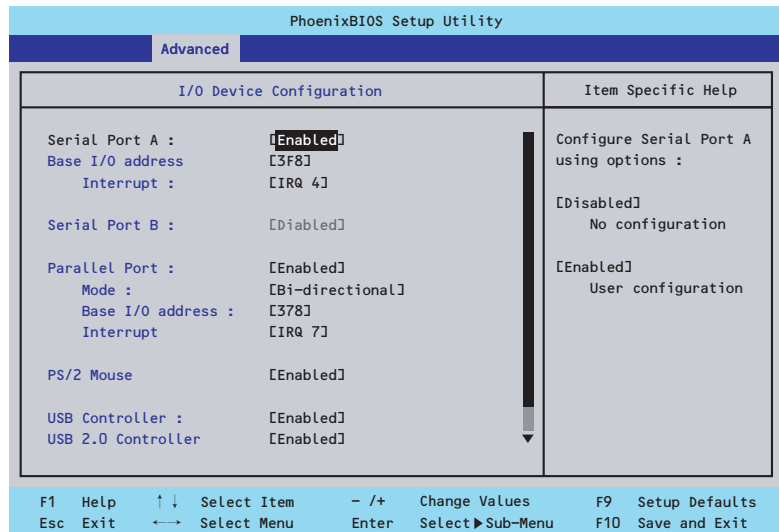 PhoenixBIOS Setup Utility
Advanced
I/O Device Configuration
Serial Port A : [Enabled]
Base I/O address [3F8]
Interrupt : [IRQ 4]
Serial Port B : [Diabled]
Parallel Port : [Enabled]
Mode : [Bi-directional]
Base I/O address : [378]
Interrupt [IRQ 7]
PS/2 Mouse [Enabled]
USB Controller : [Enabled]
USB 2.0 Controller [Enabled]
Item Specific Help
Configure Serial Port A
using options :
[Disabled]
No configuration
[Enabled]
User configuration
F1 Help ↑↓ Select Item - /+ Change Values F9 Setup Defaults
Esc Exit ←→ Select Menu Enter Select▶Sub-Menu F10 Save and Exit